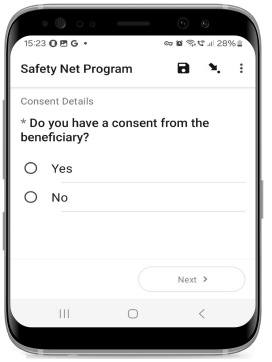 15:23 G • 28%
Safety Net Program
Consent Details
* Do you have a consent from the
beneficiary?
Yes
No
Next >